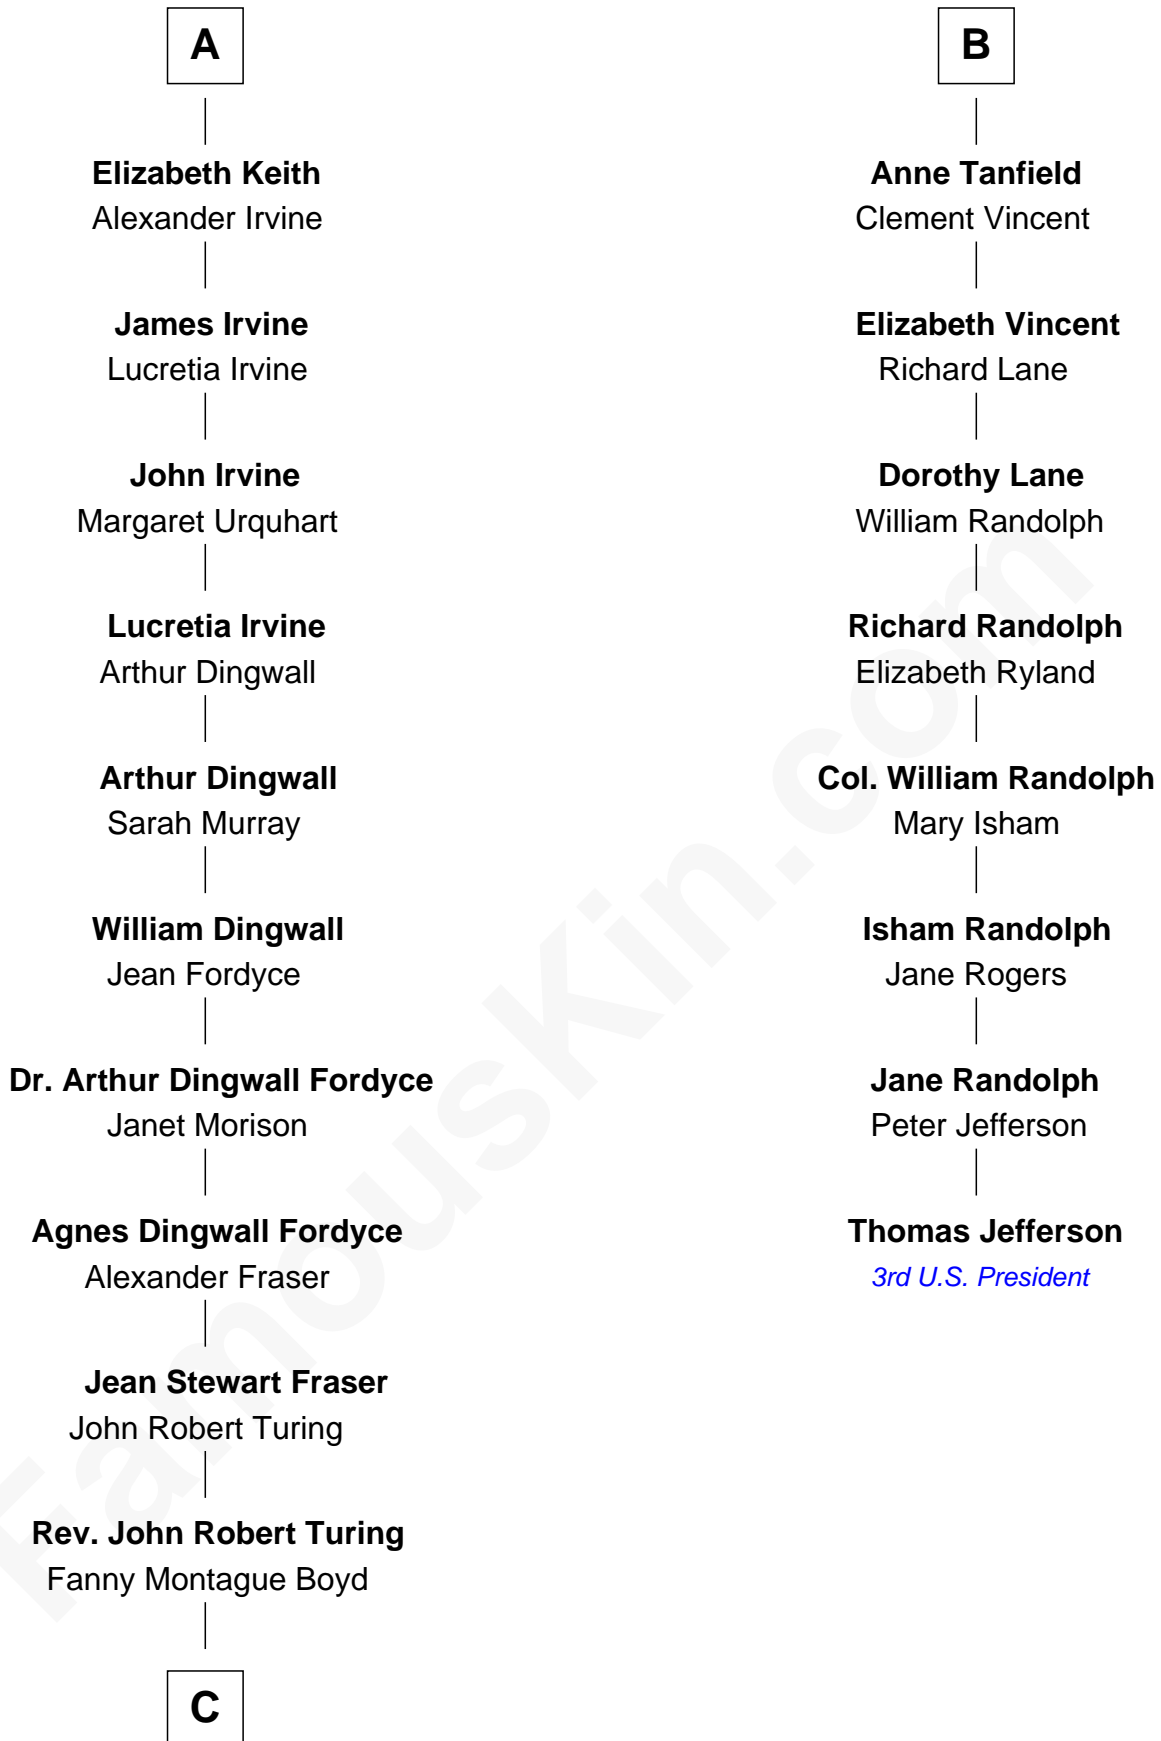 A
Elizabeth Keith
Alexander Irvine
James Irvine
Lucretia Irvine
John Irvine
Margaret Urquhart
Lucretia Irvine
Arthur Dingwall
Arthur Dingwall
Sarah Murray
William Dingwall
Jean Fordyce
Dr. Arthur Dingwall Fordyce
Janet Morison
Agnes Dingwall Fordyce
Alexander Fraser
Jean Stewart Fraser
John Robert Turing
Rev. John Robert Turing
Fanny Montague Boyd
C
B
Anne Tanfield
Clement Vincent
Elizabeth Vincent
Richard Lane
Dorothy Lane
William Randolph
Richard Randolph
Elizabeth Ryland
Col. William Randolph
Mary Isham
Isham Randolph
Jane Rogers
Jane Randolph
Peter Jefferson
Thomas Jefferson
3rd U.S. President
FamousKin.com